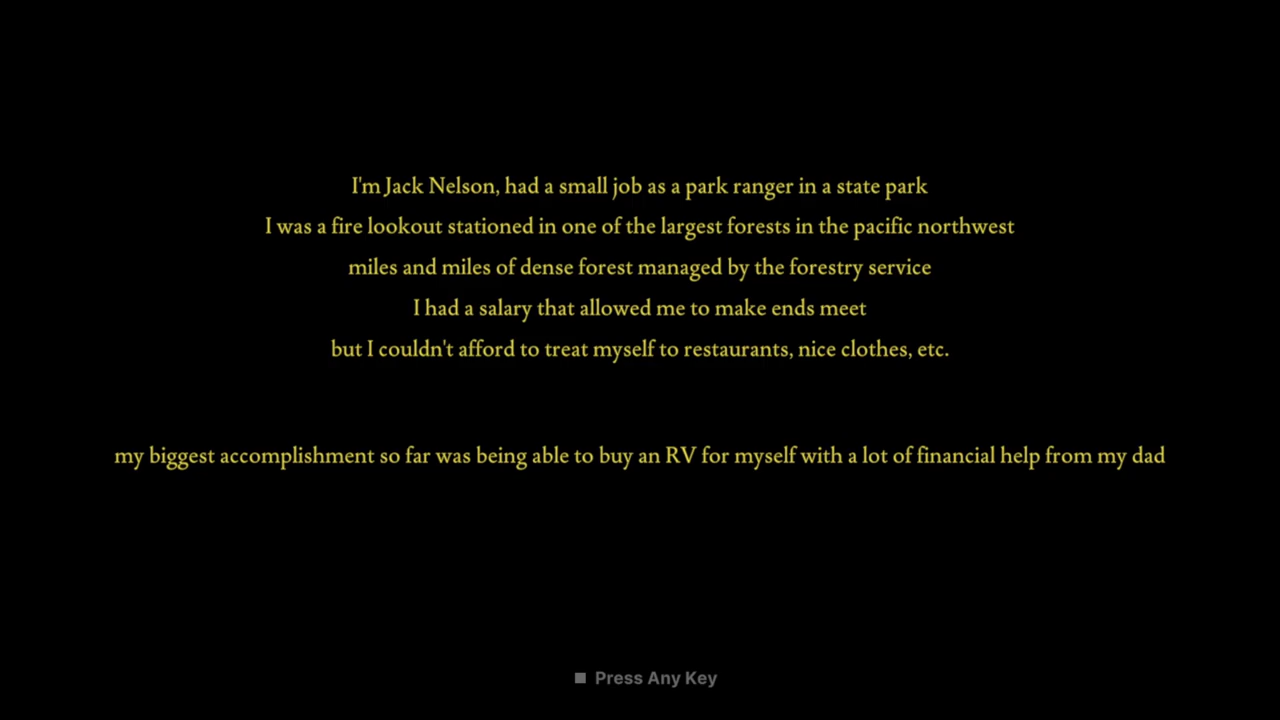 I'm Jack Nelson, had a small job as a park ranger in a state park
I was a fire lookout stationed in one of the largest forests in the pacific northwest
miles and miles of dense forest managed by the forestry service
I had a salary that allowed me to make ends meet
but I couldn't afford to treat myself to restaurants, nice clothes, etc.
my biggest accomplishment so far was being able to buy an RV for myself with a lot of financial help from my dad
Press Any Key